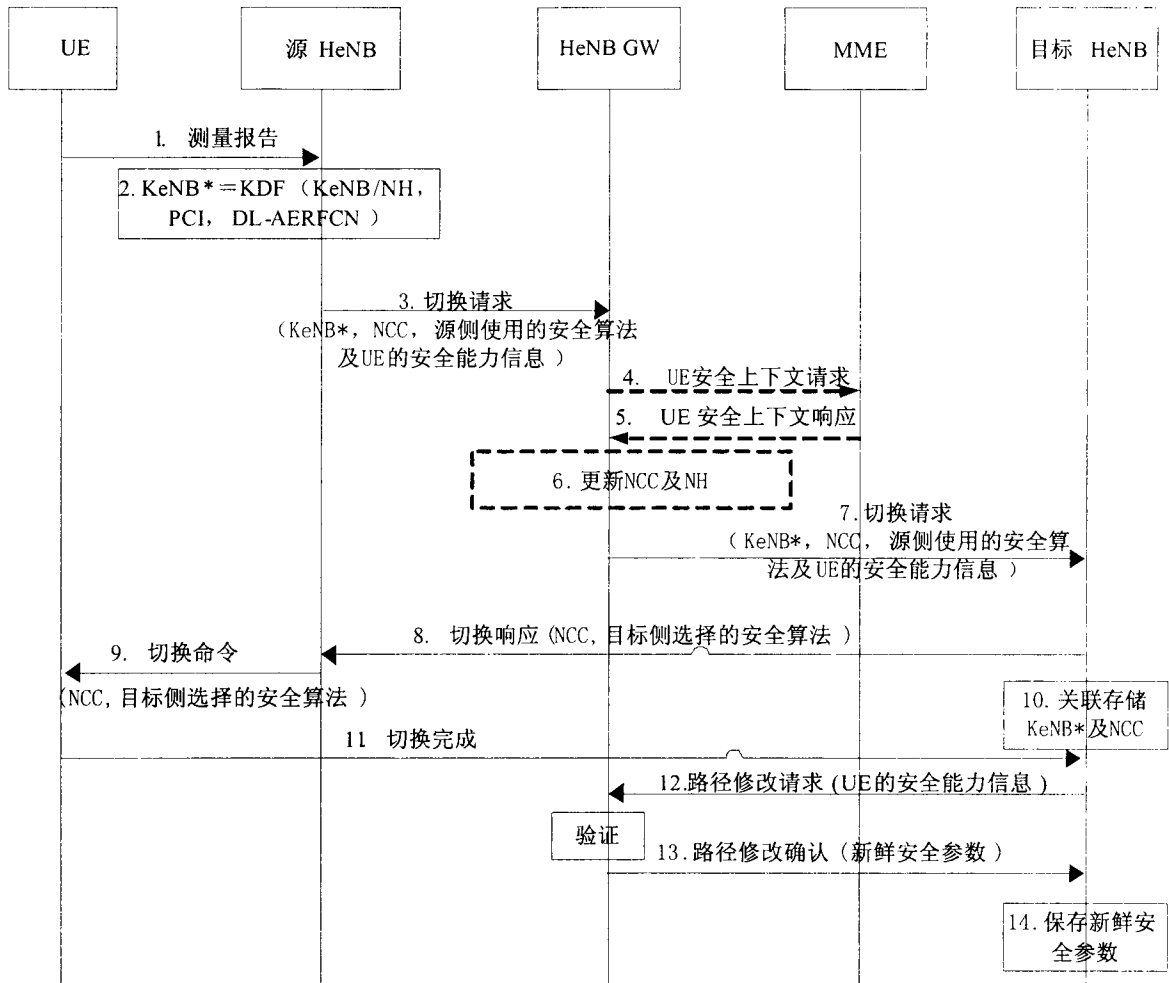 UE
源 HeNB
HeNB GW
MME
目标 HeNB
1. 测量报告
2. KeNB*＝KDF（KeNB/NH，
PCI， DL-AERFCN ）
3. 切换请求
（KeNB*，NCC，源侧使用的安全算法
及UE的安全能力信息 ）
4. UE安全上下文请求
5. UE 安全上下文响应
6. 更新NCC及NH
7. 切换请求
（ KeNB*，NCC，源侧使用的安全算
法及UE的安全能力信息 ）
8. 切换响应 (NCC, 目标侧选择的安全算法 ）
9. 切换命令
(NCC, 目标侧选择的安全算法 ）
10. 关联存储
KeNB*及NCC
11 切换完成
12.路径修改请求 (UE的安全能力信息 )
验证
13.路径修改确认（新鲜安全参数 ）
14. 保存新鲜安
全参数